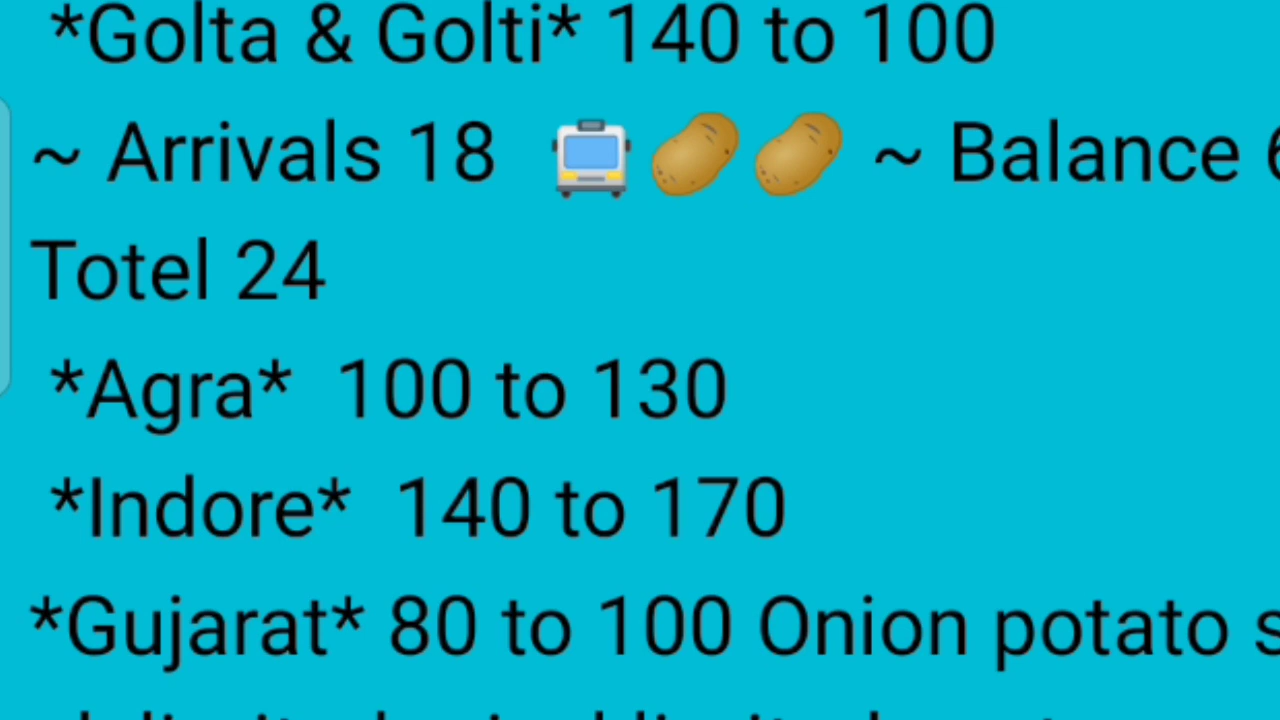 *Golta & Golti* 140 to 100
~ Arrivals 18 🚍🥔🥔 ~ Balance 6
Totel 24
*Agra* 100 to 130
*Indore* 140 to 170
*Gujarat* 80 to 100 Onion potato s